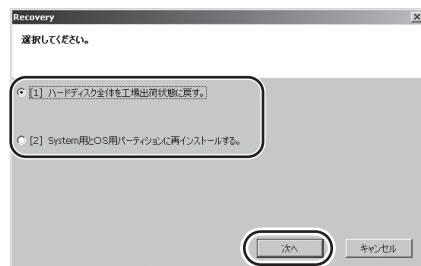 Recovery
選択してください。
[1] ハードディスク全体を工場出荷状態に戻す。
[2] System用とOS用パーティションに再インストールする。
次へ
キャンセル